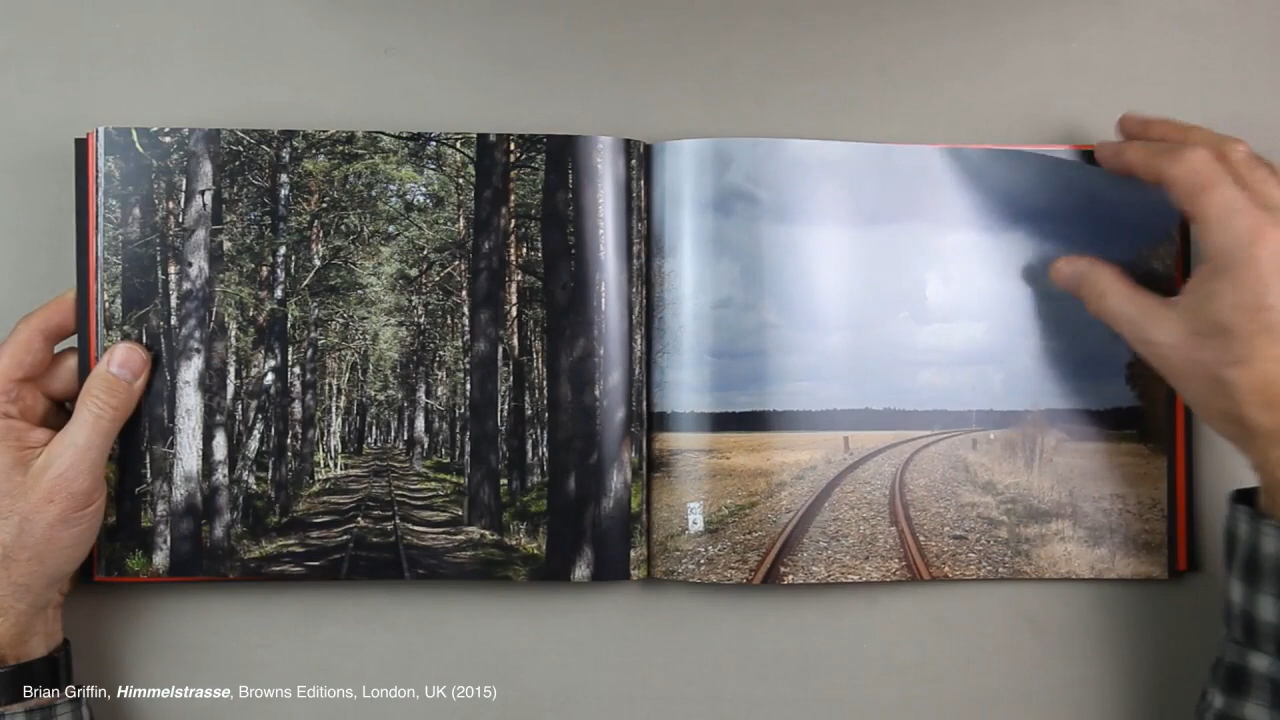 Brian Griffin, Himmelstrasse, Browns Editions, London, UK (2015)